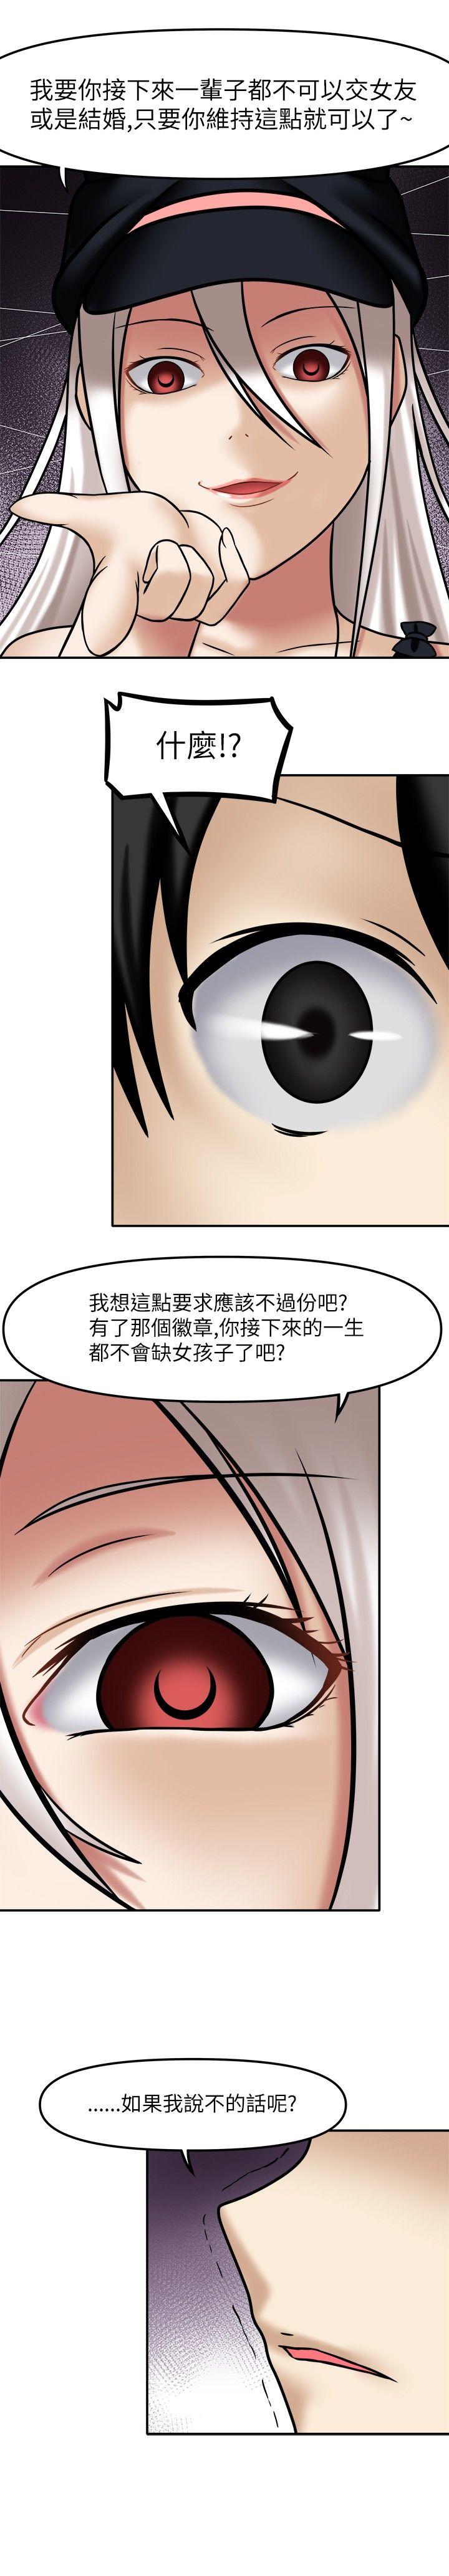 我要你接下來一輩子都不可以交女友
或是結婚,只要你維持這點就可以了~
什麼!?
我想這點要求應該不過份吧?
有了那個徽章,你接下來的一生
都不會缺女孩子了吧?
......如果我說不的話呢?